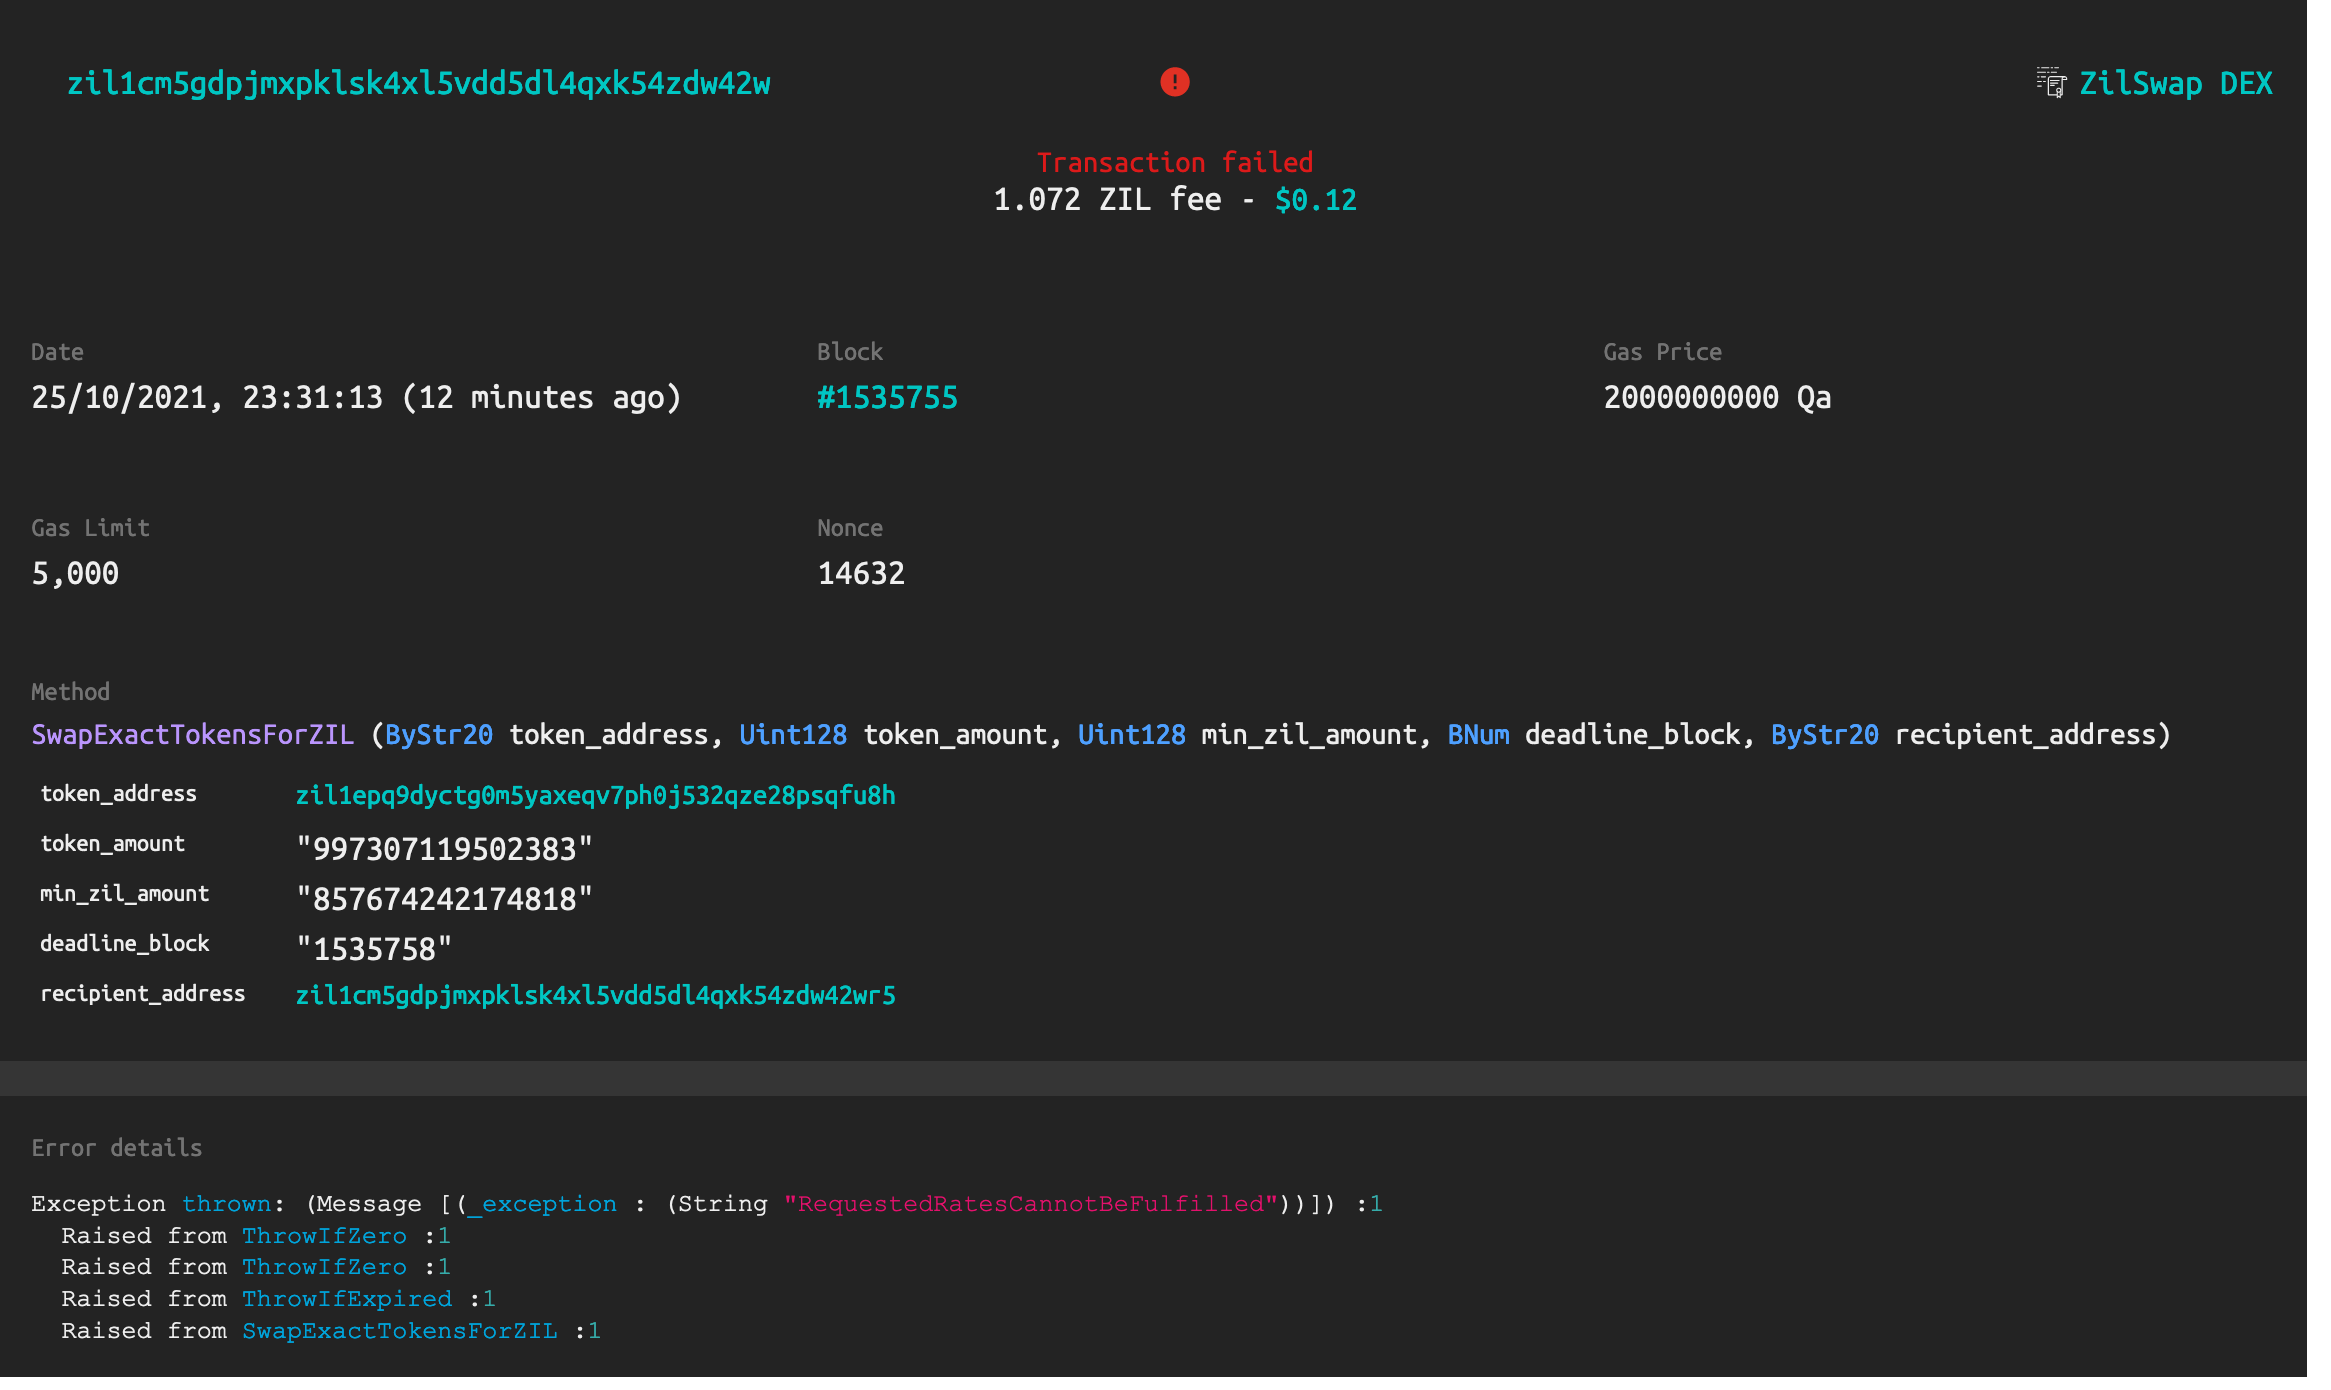 zil1cm5gdpjmxpklsk4xl5vdd5dl4qxk54zdw42w
ZilSwap DEX
Transaction failed
1.072 ZIL fee - $0.12
Date
Block
Gas Price
25/10/2021, 23:31:13 (12 minutes ago)
#1535755
2000000000 Qa
Gas Limit
Nonce
5,000
14632
Method
SwapExactTokensForZIL (ByStr20 token_address, Uint128 token_amount, Uint128 min_zil_amount, BNum deadline_block, ByStr20 recipient_address)
token_address zil1epq9dyctg0m5yaxeqv7ph0j532qze28psqfu8h
token_amount "997307119502383"
min_zil_amount "857674242174818"
deadline_block "1535758"
recipient_address zil1cm5gdpjmxpklsk4xl5vdd5dl4qxk54zdw42wr5
Error details
Exception thrown: (Message [(_exception : (String "RequestedRatesCannotBeFulfilled"))]) :1
Raised from ThrowIfZero :1
Raised from ThrowIfZero :1
Raised from ThrowIfExpired :1
Raised from SwapExactTokensForZIL :1